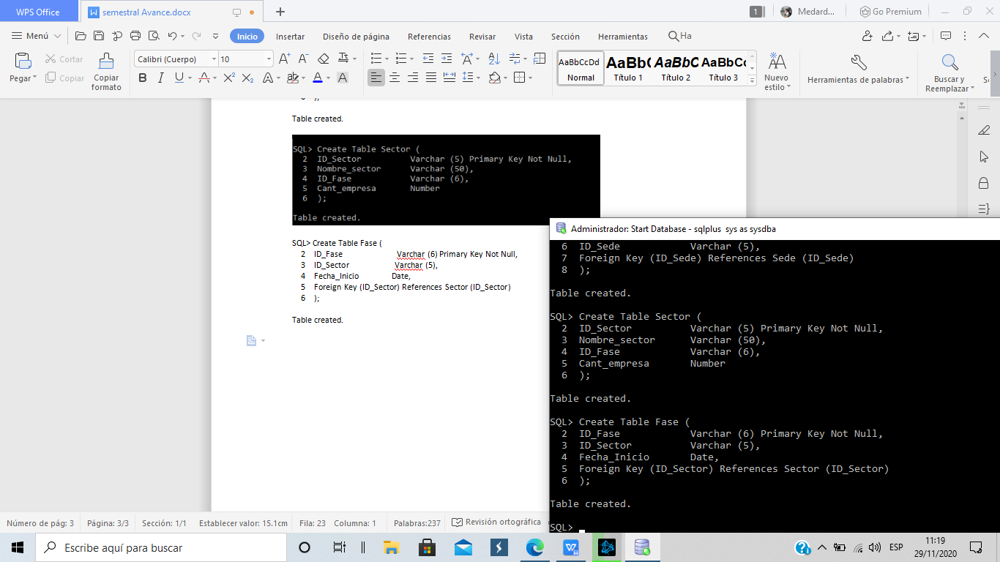 WPS Office
semestral Avance.docx
1
Medard...
Go Premium
Menú
Inicio
Insertar
Diseño de página
Referencias
Revisar
Vista
Sección
Herramientas
Ha
Pegar
Cortar
Copiar
Copiar formato
Calibri (Cuerpo)
10
AaBbCcDd
Normal
AaBb(
Título 1
AaBbC
Título 2
AaBbC
Título 3
Nuevo estilo
Herramientas de palabras
Buscar y Reemplazar
Table created.
SQL> Create Table Sector (
2 ID_Sector Varchar (5) Primary Key Not Null,
3 Nombre_sector Varchar (50),
4 ID_Fase Varchar (6),
5 Cant_empresa Number
6 );
Table created.
SQL> Create Table Fase (
2 ID_Fase Varchar (6) Primary Key Not Null,
3 ID_Sector Varchar (5),
4 Fecha_Inicio Date,
5 Foreign Key (ID_Sector) References Sector (ID_Sector)
6 );
Table created.
Administrador: Start Database - sqlplus sys as sysdba
6 ID_Sede Varchar (5),
7 Foreign Key (ID_Sede) References Sede (ID_Sede)
8 );
Table created.
SQL> Create Table Sector (
2 ID_Sector Varchar (5) Primary Key Not Null,
3 Nombre_sector Varchar (50),
4 ID_Fase Varchar (6),
5 Cant_empresa Number
6 );
Table created.
SQL> Create Table Fase (
2 ID_Fase Varchar (6) Primary Key Not Null,
3 ID_Sector Varchar (5),
4 Fecha_Inicio Date,
5 Foreign Key (ID_Sector) References Sector (ID_Sector)
6 );
Table created.
SQL>
Número de pág: 3
Página: 3/3
Sección: 1/1
Establecer valor: 15.1cm
Fila: 23
Columna: 1
Palabras:237
Revisión ortográfica
Escribe aquí para buscar
ESP
11:19
29/11/2020